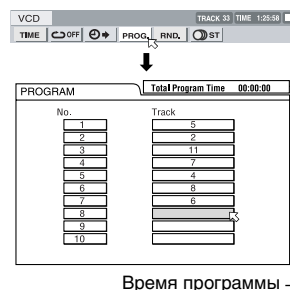 VCD TRACK 33 TIME 1:25:58
TIME OFF PROG. RND. ST
PROGRAM Total Program Time 00:00:00
No. Track
1 5
2 2
3 11
4 7
5 4
6 8
7 6
8
9
10
Время программы -